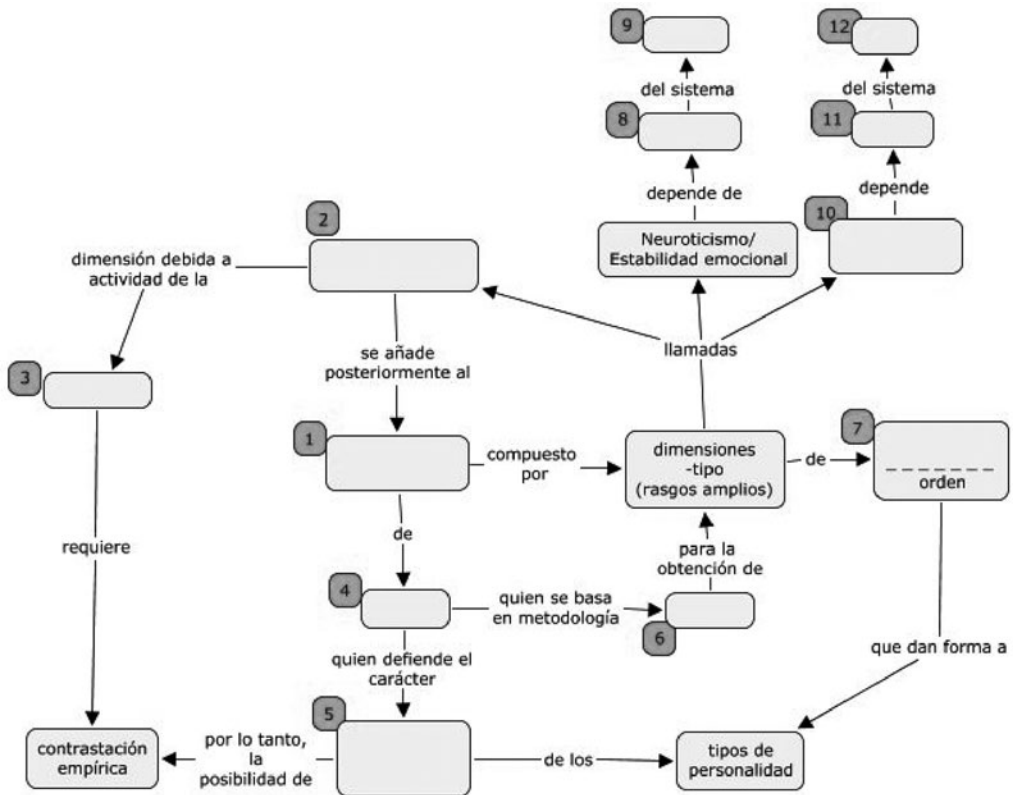 9
12
del sistema
del sistema
8
11
depende de
depende
2
10
Neuroticismo/
Estabilidad emocional
dimensión debida a
actividad de la
llamadas
se añade
posteriormente al
3
1
7
compuesto
por
dimensiones
-tipo
(rasgos amplios)
de
_ _ _ _ _ _ _ _
orden
de
requiere
para la
obtención de
4
quien se basa
en metodología
6
que dan forma a
quien defiende el
carácter
5
contrastación
empírica
por lo tanto,
la
posibilidad de
de los
tipos de
personalidad